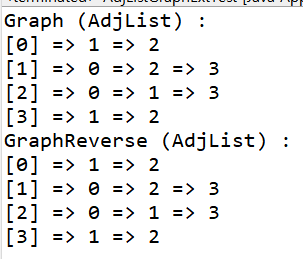 Graph (AdjList) :
[0] => 1 => 2
[1] => 0 => 2 => 3
[2] => 0 => 1 => 3
[3] => 1 => 2
GraphReverse (AdjList) :
[0] => 1 => 2
[1] => 0 => 2 => 3
[2] => 0 => 1 => 3
[3] => 1 => 2